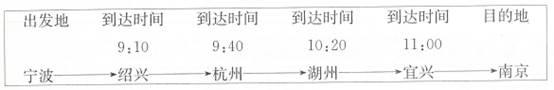 出发地 到达时间 到达时间 到达时间 到达时间 目的地
9:10 9:40 10:20 11:00
宁波 绍兴 杭州 湖州 宜兴 南京